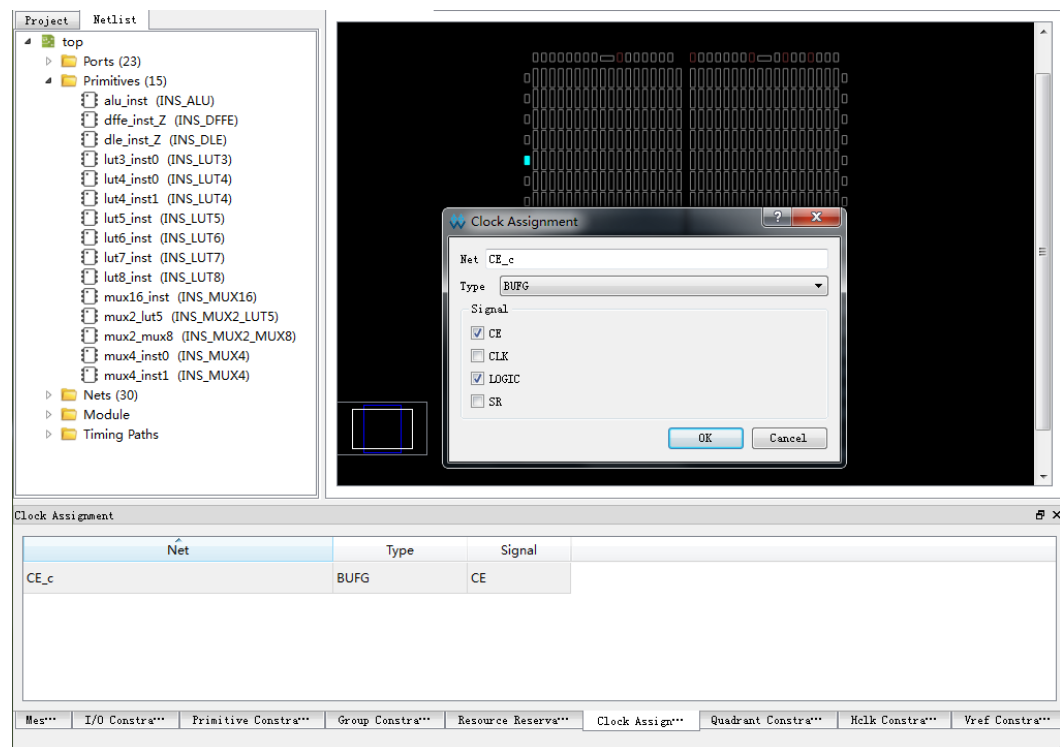 Project Netlist
top
Ports (23)
Primitives (15)
alu_inst (INS_ALU)
dffe_inst_Z (INS_DFFE)
dle_inst_Z (INS_DLE)
lut3_inst0 (INS_LUT3)
lut4_inst0 (INS_LUT4)
lut4_inst1 (INS_LUT4)
lut5_inst (INS_LUT5)
lut6_inst (INS_LUT6)
lut7_inst (INS_LUT7)
lut8_inst (INS_LUT8)
mux16_inst (INS_MUX16)
mux2_lut5 (INS_MUX2_LUT5)
mux2_mux8 (INS_MUX2_MUX8)
mux4_inst0 (INS_MUX4)
mux4_inst1 (INS_MUX4)
Nets (30)
Module
Timing Paths
Clock Assignment
Net CE_c
Type BUFG
Signal
CE
CLK
LOGIC
SR
OK Cancel
Clock Assignment
Net Type Signal
CE_c BUFG CE
Mes··· I/O Constra··· Primitive Constra··· Group Constra··· Resource Reserva··· Clock Assign··· Quadrant Constra··· Hclk Constra··· Vref Constra···